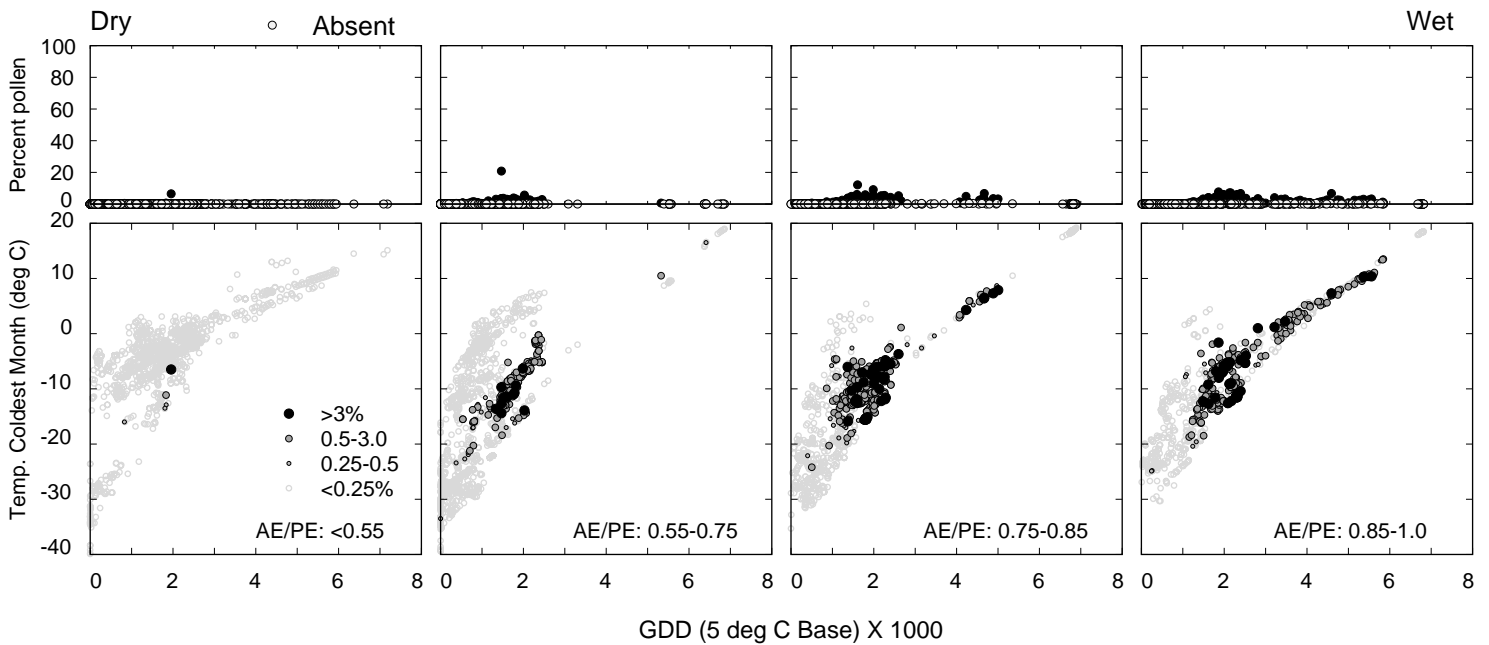 Dry
Absent
Wet
Percent pollen
100
80
60
40
20
0
Temp. Coldest Month (deg C)
20
10
0
-10
-20
-30
-40
>3%
0.5-3.0
0.25-0.5
<0.25%
AE/PE: <0.55
AE/PE: 0.55-0.75
AE/PE: 0.75-0.85
AE/PE: 0.85-1.0
0 2 4 6 8 0 2 4 6 8 0 2 4 6 8 0 2 4 6 8
GDD (5 deg C Base) X 1000